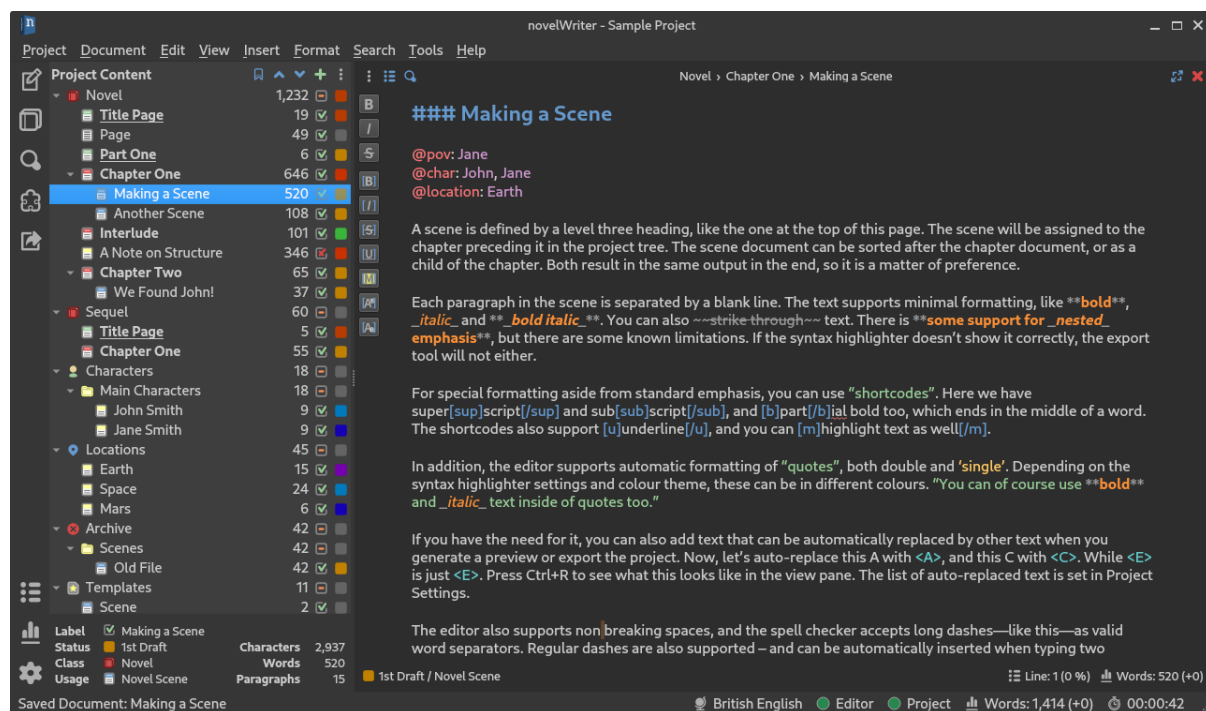 novelWriter - Sample Project
Project Document Edit View Insert Format Search Tools Help
Project Content
Novel 1,232
Title Page 19
Page 49
Part One 6
Chapter One 646
Making a Scene 520
Another Scene 108
Interlude 101
A Note on Structure 346
Chapter Two 65
We Found John! 37
Sequel 60
Title Page 5
Chapter One 55
Characters 18
Main Characters 18
John Smith 9
Jane Smith 9
Locations 45
Earth 15
Space 24
Mars 6
Archive 42
Scenes 42
Old File 42
Templates 11
Scene 2
Label Making a Scene
Status 1st Draft Characters 2,937
Class Novel Words 520
Usage Novel Scene Paragraphs 15
Novel › Chapter One › Making a Scene
B
I
S
[B]
[I]
[S]
[U]
[M]
### Making a Scene
@pov: Jane
@char: John, Jane
@location: Earth
A scene is defined by a level three heading, like the one at the top of this page. The scene will be assigned to the
chapter preceding it in the project tree. The scene document can be sorted after the chapter document, or as a
child of the chapter. Both result in the same output in the end, so it is a matter of preference.
Each paragraph in the scene is separated by a blank line. The text supports minimal formatting, like **bold**,
_italic_ and **_bold italic_**. You can also ~~strike through~~ text. There is **some support for _nested_
emphasis**, but there are some known limitations. If the syntax highlighter doesn’t show it correctly, the export
tool will not either.
For special formatting aside from standard emphasis, you can use “shortcodes”. Here we have
super[sup]script[/sup] and sub[sub]script[/sub], and [b]part[/b]ial bold too, which ends in the middle of a word.
The shortcodes also support [u]underline[/u], and you can [m]highlight text as well[/m].
In addition, the editor supports automatic formatting of “quotes”, both double and ‘single’. Depending on the
syntax highlighter settings and colour theme, these can be in different colours. “You can of course use **bold**
and _italic_ text inside of quotes too.”
If you have the need for it, you can also add text that can be automatically replaced by other text when you
generate a preview or export the project. Now, let’s auto-replace this A with <A>, and this C with <C>. While <E>
is just <E>. Press Ctrl+R to see what this looks like in the view pane. The list of auto-replaced text is set in Project
Settings.
The editor also supports non breaking spaces, and the spell checker accepts long dashes—like this—as valid
word separators. Regular dashes are also supported – and can be automatically inserted when typing two
1st Draft / Novel Scene Line: 1 (0 %) Words: 520 (+0)
Saved Document: Making a Scene British English Editor Project Words: 1,414 (+0) 00:00:42